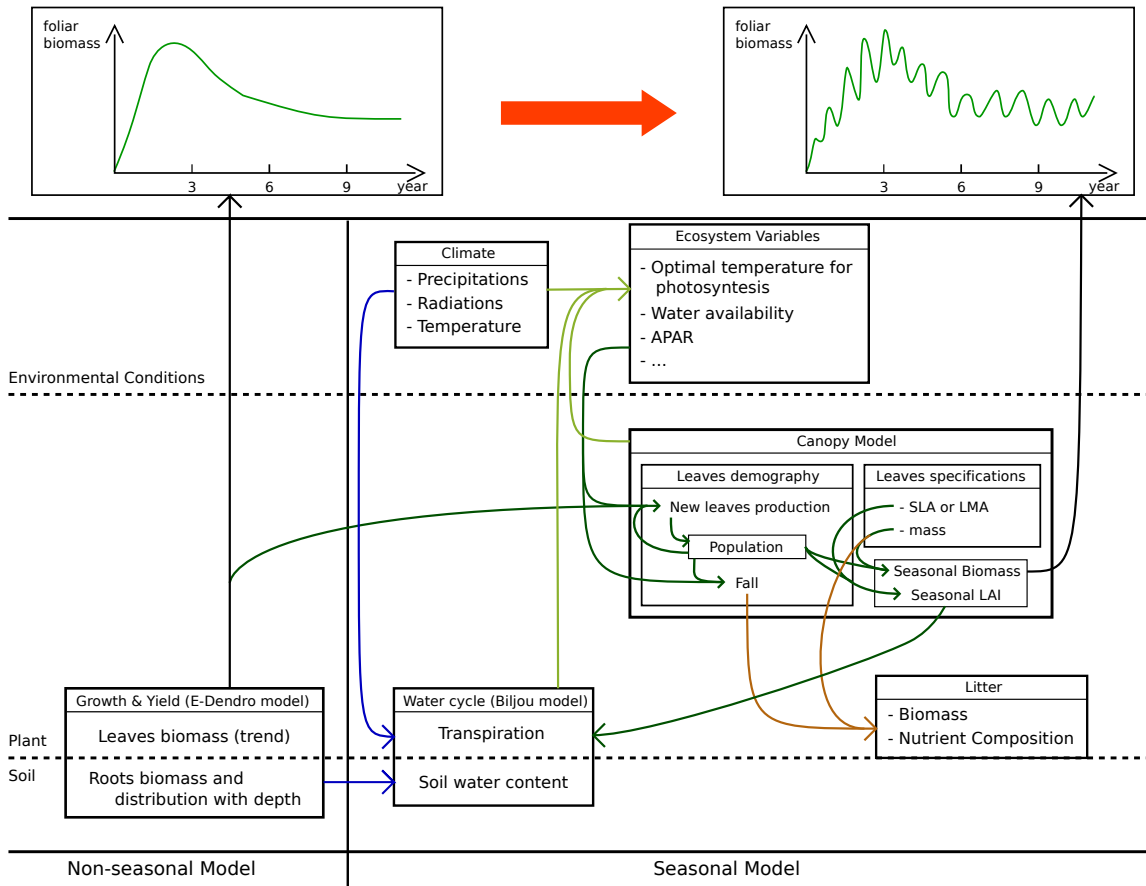 foliar
biomass
3
6
9
year
foliar
biomass
3
6
9
year
Climate
- Precipitations
- Radiations
- Temperature
Ecosystem Variables
- Optimal temperature for
photosyntesis
- Water availability
- APAR
- ...
Environmental Conditions
Canopy Model
Leaves demography
New leaves production
Population
Fall
Leaves specifications
- SLA or LMA
- mass
Seasonal Biomass
Seasonal LAI
Growth & Yield (E-Dendro model)
Leaves biomass (trend)
Roots biomass and
distribution with depth
Water cycle (Biljou model)
Transpiration
Soil water content
Litter
- Biomass
- Nutrient Composition
Plant
Soil
Non-seasonal Model
Seasonal Model